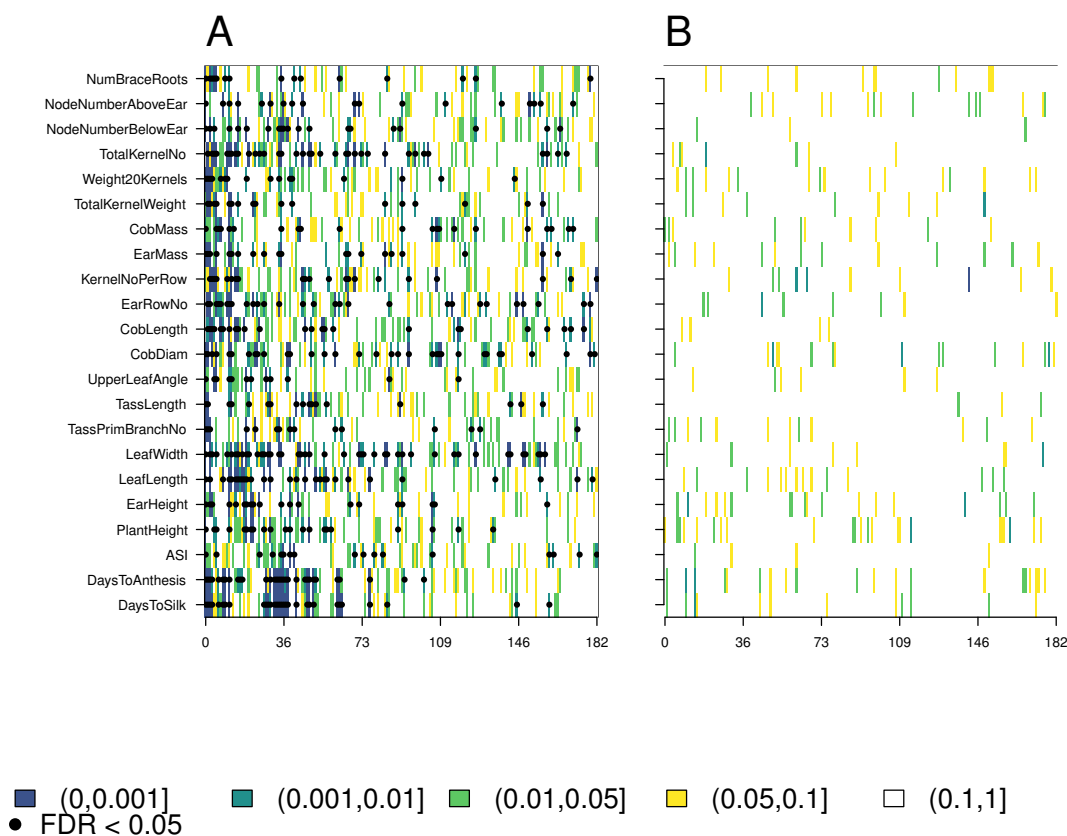 A
B
NumBraceRoots
NodeNumberAboveEar
NodeNumberBelowEar
TotalKernelNo
Weight20Kernels
TotalKernelWeight
CobMass
EarMass
KernelNoPerRow
EarRowNo
CobLength
CobDiam
UpperLeafAngle
TassLength
TassPrimBranchNo
LeafWidth
LeafLength
EarHeight
PlantHeight
ASI
DaysToAnthesis
DaysToSilk
0 36 73 109 146 182
0 36 73 109 146 182
(0,0.001] (0.001,0.01] (0.01,0.05] (0.05,0.1] (0.1,1]
FDR < 0.05